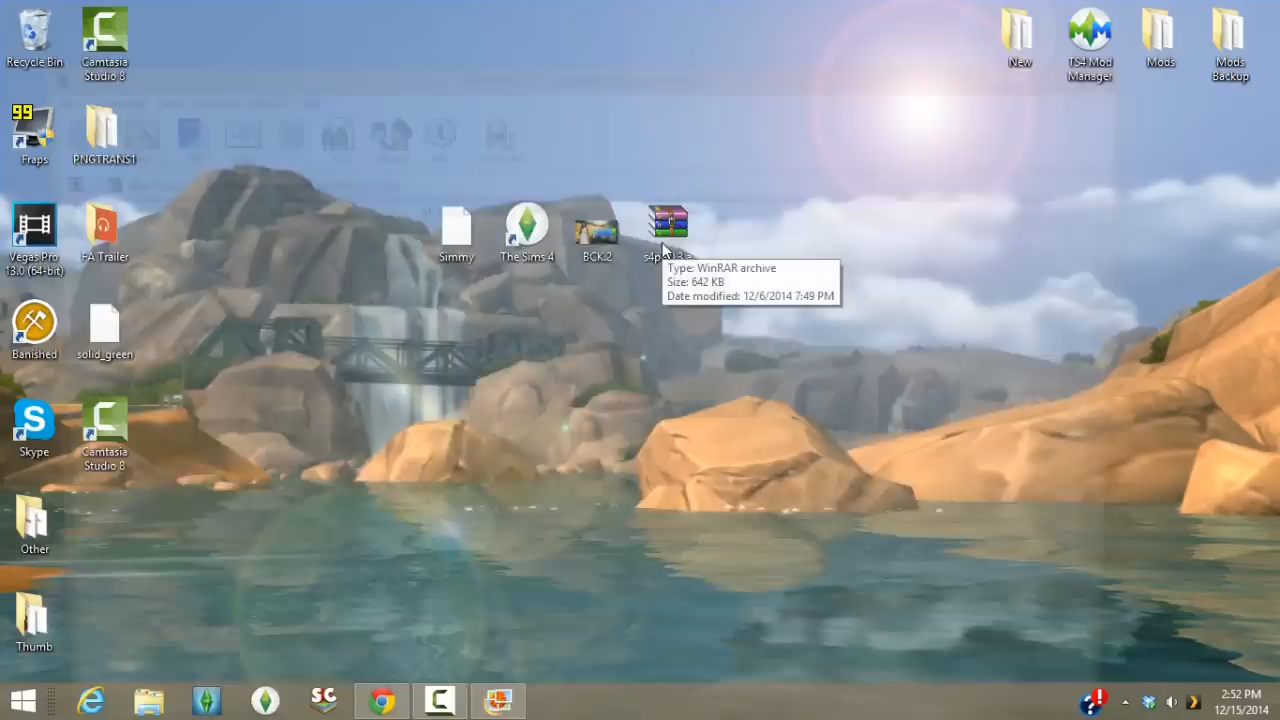 Recycle Bin
Camtasia
Studio 8
New
TS4 Mod
Manager
Mods
Mods
Backup
99
Fraps
PNGTRANS1
Vegas Pro
13.0 (64-bit)
FA Trailer
Simmy
The Sims 4
BCK.2
Type: WinRAR archive
Size: 642 KB
Date modified: 12/6/2014 7:49 PM
Banished
solid_green
Skype
Camtasia
Studio 8
Other
Thumb
SC
2:52 PM
12/15/2014